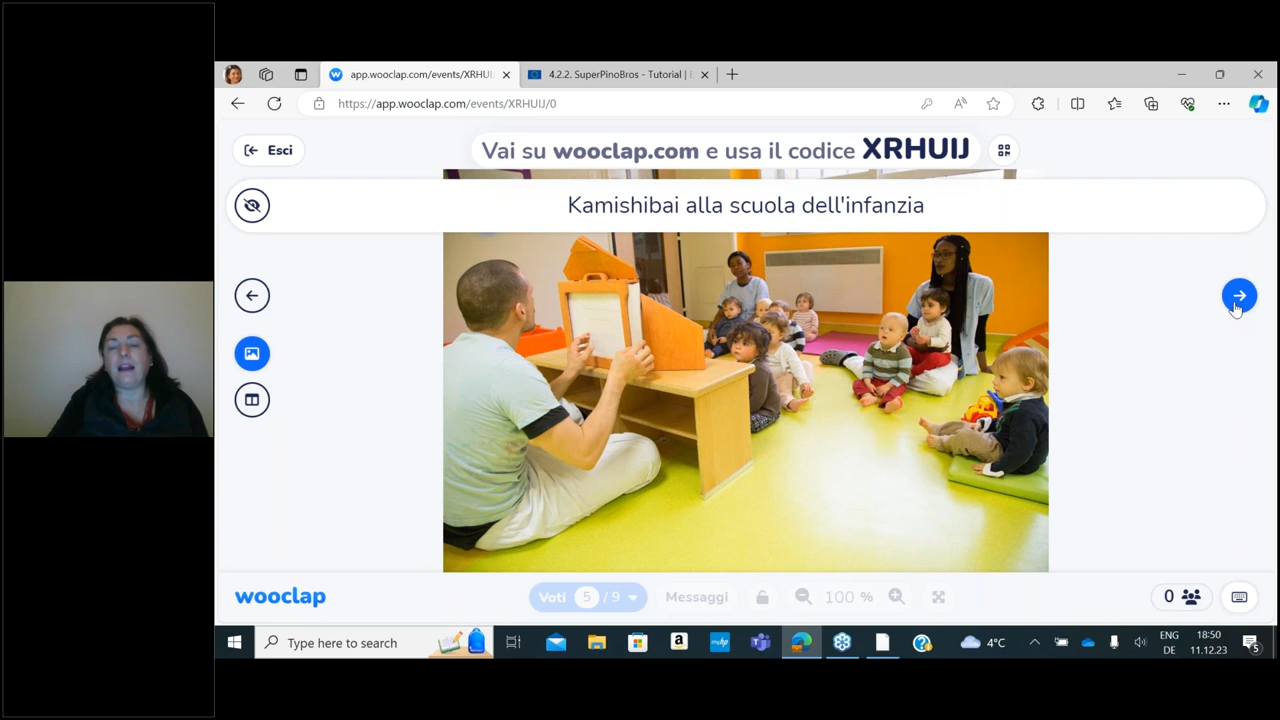 app.wooclap.com/events/XRHUI
4.2.2. SuperPinoBros - Tutorial |
https://app.wooclap.com/events/XRHUIJ/0
Esci
Vai su wooclap.com e usa il codice XRHUIJ
Kamishibai alla scuola dell'infanzia
wooclap
Voti 5 / 9
Messaggi
100 %
0
Type here to search
4°C
ENG
DE
18:50
11.12.23
5